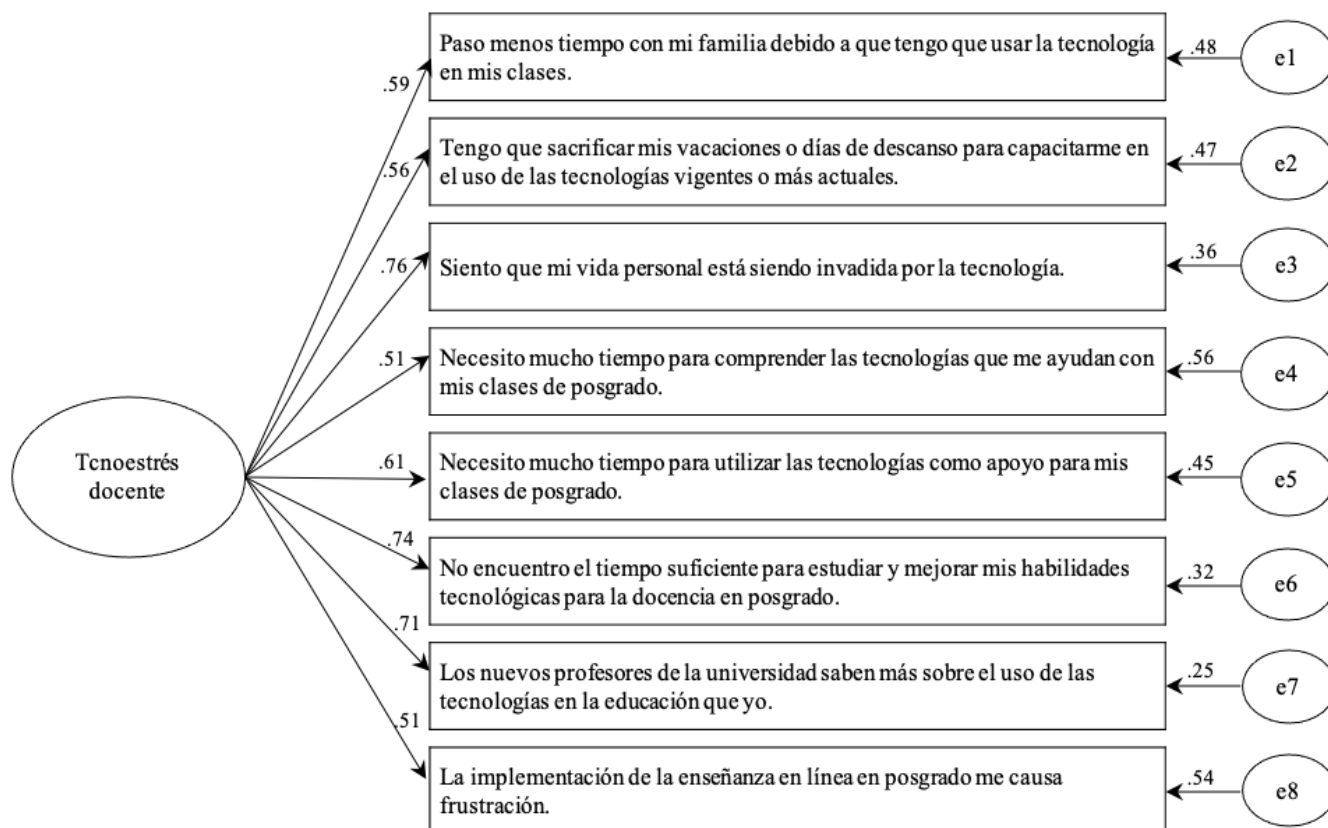 Paso menos tiempo con mi familia debido a que tengo que usar la tecnología
en mis clases.
.59
.48
e1
Tengo que sacrificar mis vacaciones o días de descanso para capacitarme en
el uso de las tecnologías vigentes o más actuales.
.56
.47
e2
Siento que mi vida personal está siendo invadida por la tecnología.
.76
.36
e3
Necesito mucho tiempo para comprender las tecnologías que me ayudan con
mis clases de posgrado.
.51
.56
e4
Tcnoestrés
docente
Necesito mucho tiempo para utilizar las tecnologías como apoyo para mis
clases de posgrado.
.61
.45
e5
No encuentro el tiempo suficiente para estudiar y mejorar mis habilidades
tecnológicas para la docencia en posgrado.
.74
.32
e6
Los nuevos profesores de la universidad saben más sobre el uso de las
tecnologías en la educación que yo.
.71
.25
e7
La implementación de la enseñanza en línea en posgrado me causa
frustración.
.51
.54
e8